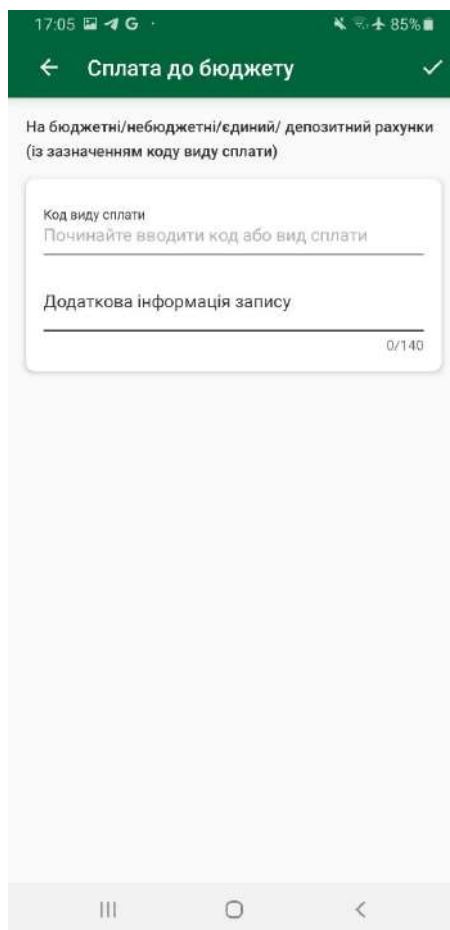 17:05 G · 85%
Сплата до бюджету
На бюджетні/небюджетні/єдиний/ депозитний рахунки
(із зазначенням коду виду сплати)
Код виду сплати
Починайте вводити код або вид сплати
Додаткова інформація запису
0/140